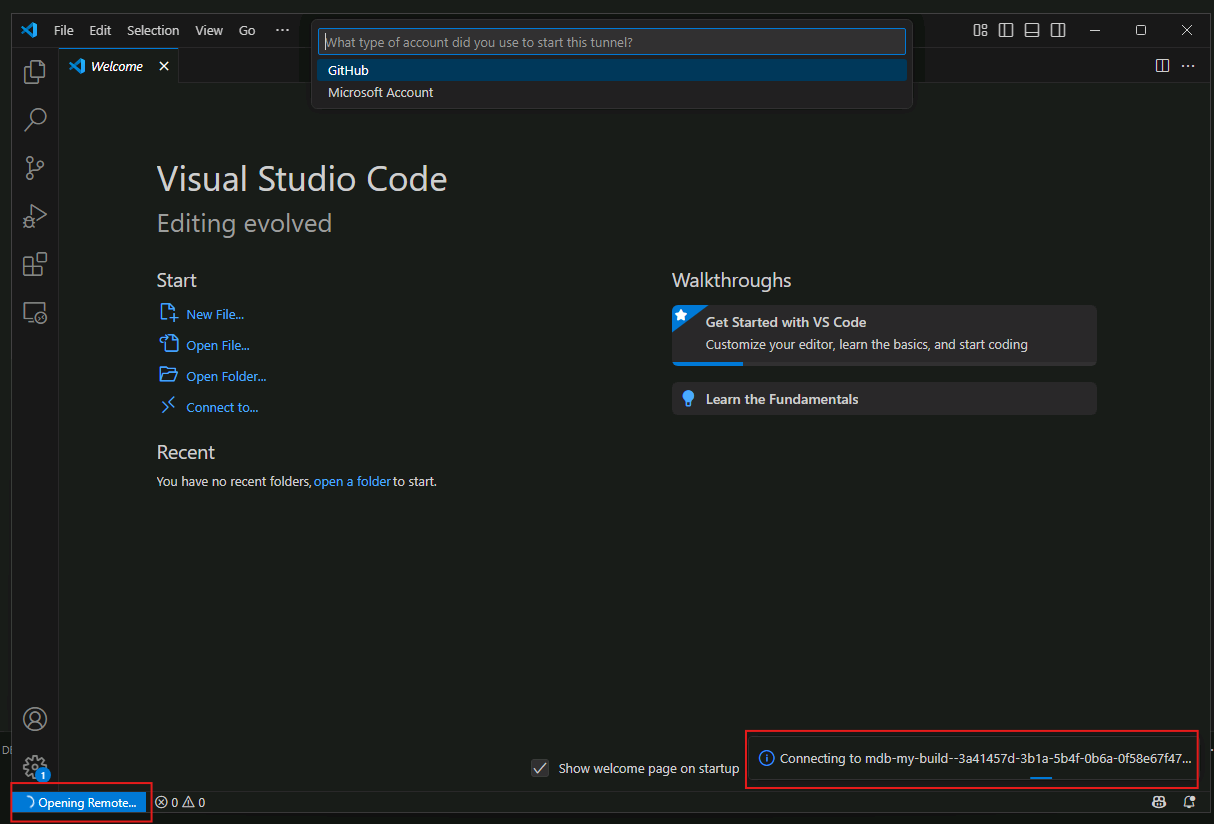 File Edit Selection View Go ···
What type of account did you use to start this tunnel?
GitHub
Microsoft Account
Welcome
Visual Studio Code
Editing evolved
Start
New File...
Open File...
Open Folder...
Connect to...
Recent
You have no recent folders, open a folder to start.
Walkthroughs
Get Started with VS Code
Customize your editor, learn the basics, and start coding
Learn the Fundamentals
Connecting to mdb-my-build--3a41457d-3b1a-5b4f-0b6a-0f58e67f47...
Show welcome page on startup
1
Opening Remote... 0 0